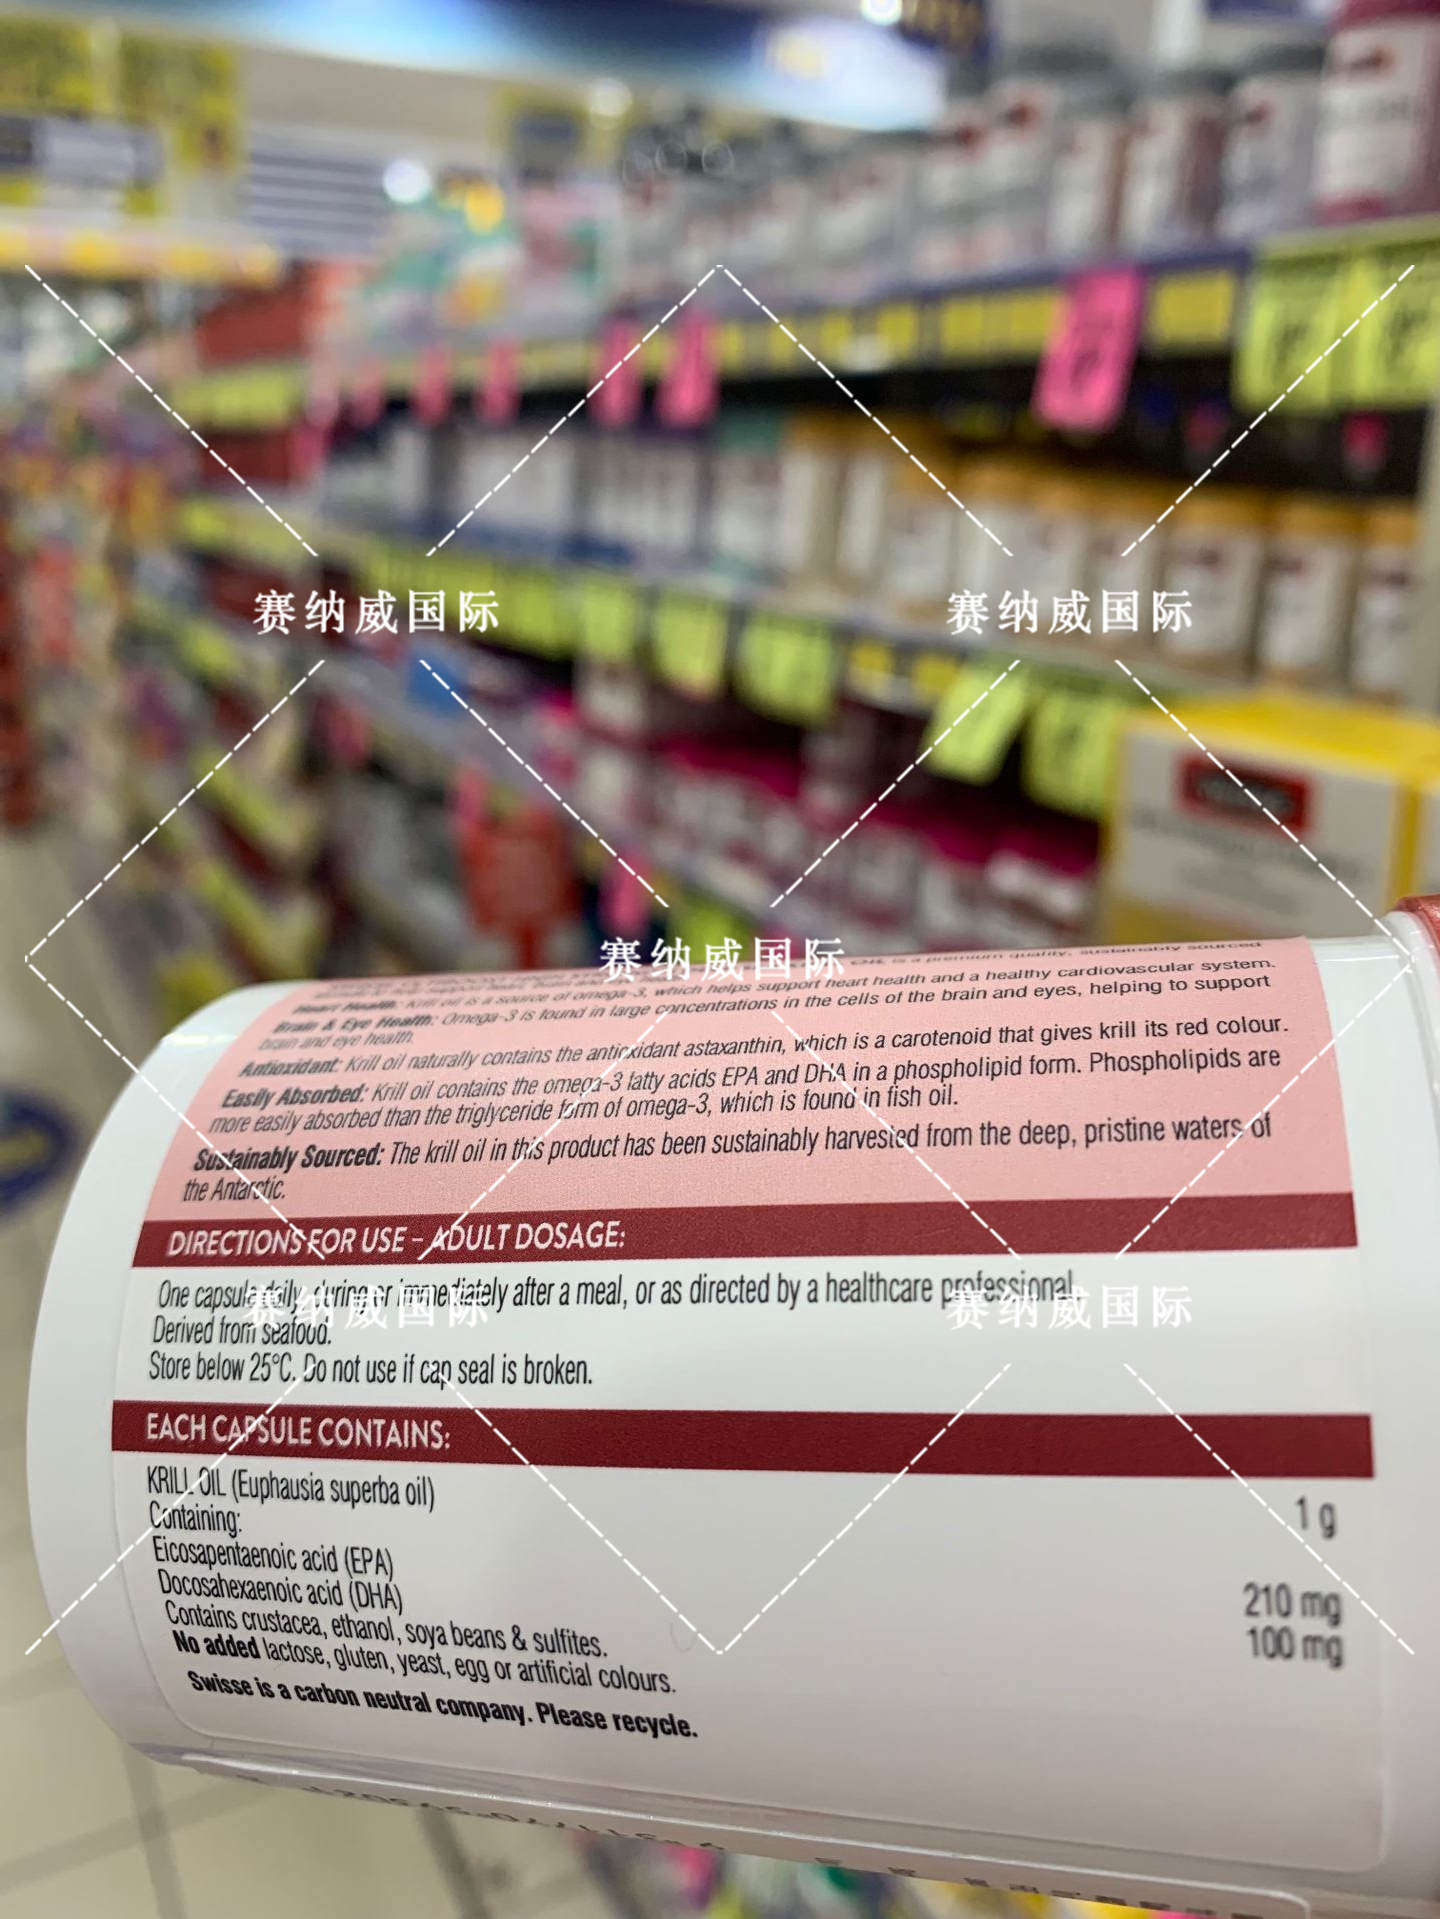 赛纳威国际
赛纳威国际
赛纳威国际
OIL is a premium quality, sustainably sourced
Heart Health: Krill oil is a source of omega-3, which helps support heart health and a healthy cardiovascular system.
Brain & Eye Health: Omega-3 is found in large concentrations in the cells of the brain and eyes, helping to support
brain and eye health.
Antioxidant: Krill oil naturally contains the antioxidant astaxanthin, which is a carotenoid that gives krill its red colour.
Easily Absorbed: Krill oil contains the omega-3 fatty acids EPA and DHA in a phospholipid form. Phospholipids are
more easily absorbed than the triglyceride form of omega-3, which is found in fish oil.
Sustainably Sourced: The krill oil in this product has been sustainably harvested from the deep, pristine waters of
the Antarctic.
DIRECTIONS FOR USE – ADULT DOSAGE:
One capsule daily, during or immediately after a meal, or as directed by a healthcare professional.
赛纳威国际
赛纳威国际
Derived from seafood.
Store below 25°C. Do not use if cap seal is broken.
EACH CAPSULE CONTAINS:
KRILL OIL (Euphausia superba oil) 1 g
Containing:
Eicosapentaenoic acid (EPA) 210 mg
Docosahexaenoic acid (DHA) 100 mg
Contains crustacea, ethanol, soya beans & sulfites.
No added lactose, gluten, yeast, egg or artificial colours.
Swisse is a carbon neutral company. Please recycle.